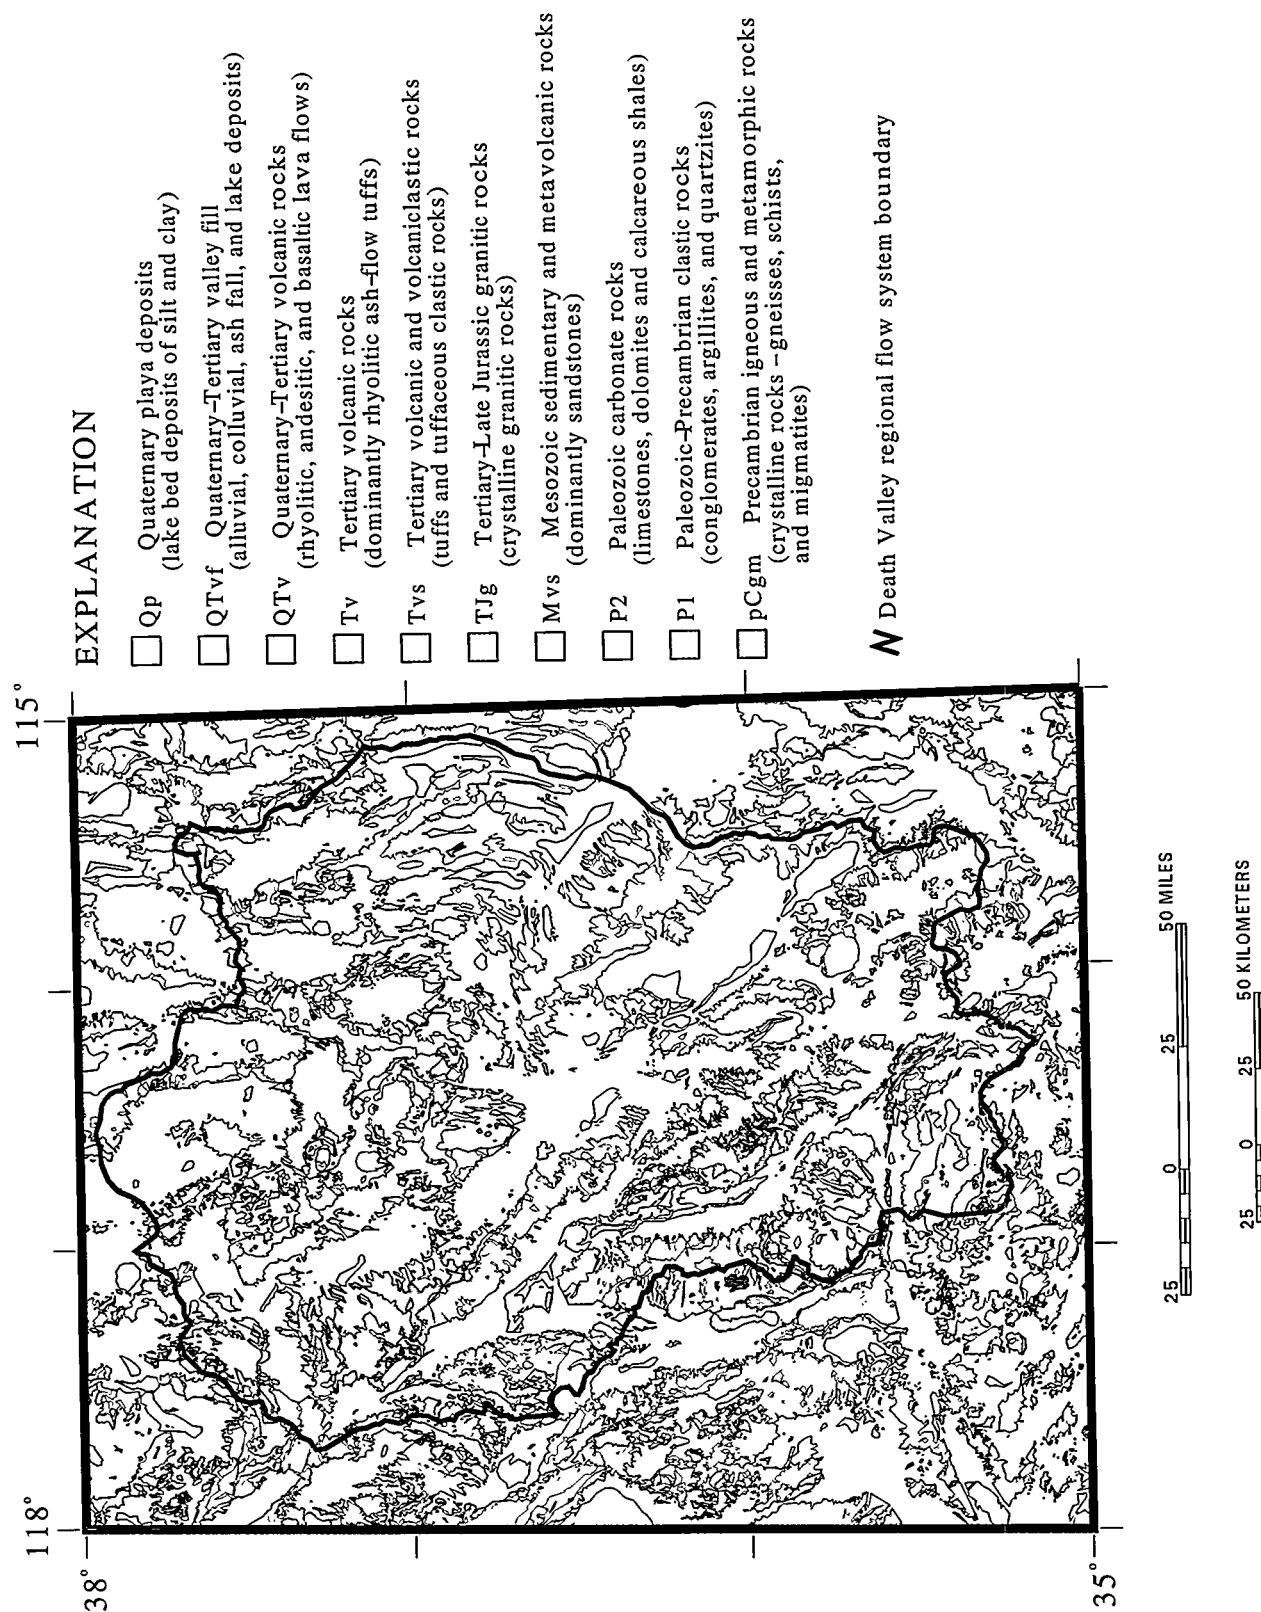 EXPLANATION
Qp Quaternary playa deposits
(lake bed deposits of silt and clay)
QTvf Quaternary-Tertiary valley fill
(alluvial, colluvial, ash fall, and lake deposits)
QTv Quaternary-Tertiary volcanic rocks
(rhyolitic, andesitic, and basaltic lava flows)
Tv Tertiary volcanic rocks
(dominantly rhyolitic ash-flow tuffs)
Tvs Tertiary volcanic and volcaniclastic rocks
(tuffs and tuffaceous clastic rocks)
TJg Tertiary-Late Jurassic granitic rocks
(crystalline granitic rocks)
Mvs Mesozoic sedimentary and metavolcanic rocks
(dominantly sandstones)
P2 Paleozoic carbonate rocks
(limestones, dolomites and calcareous shales)
P1 Paleozoic-Precambrian clastic rocks
(conglomerates, argillites, and quartzites)
pCgm Precambrian igneous and metamorphic rocks
(crystalline rocks -gneisses, schists,
and migmatites)
Death Valley regional flow system boundary
118° 115°
38°
35°
25 0 25 50 MILES
25 0 25 50 KILOMETERS